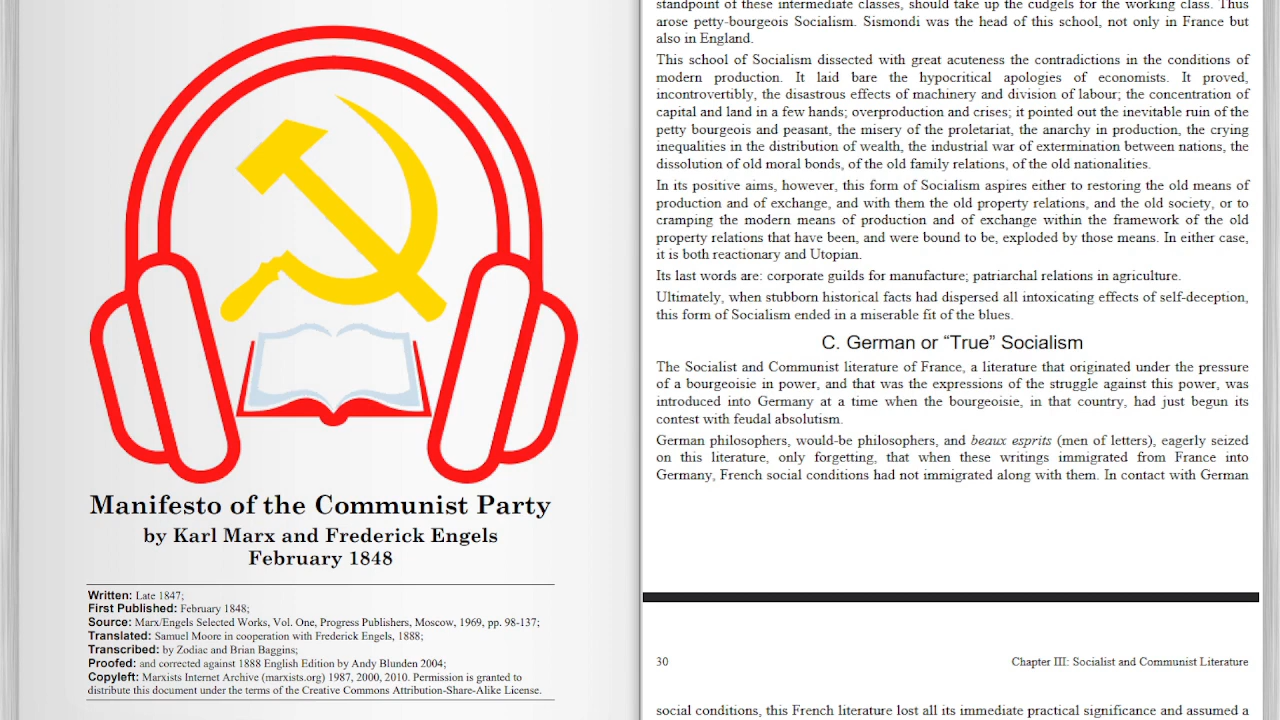 Manifesto of the Communist Party
by Karl Marx and Frederick Engels
February 1848
Written: Late 1847;
First Published: February 1848;
Source: Marx/Engels Selected Works, Vol. One, Progress Publishers, Moscow, 1969, pp. 98-137;
Translated: Samuel Moore in cooperation with Frederick Engels, 1888;
Transcribed: by Zodiac and Brian Baggins;
Proofed: and corrected against 1888 English Edition by Andy Blunden 2004;
Copyleft: Marxists Internet Archive (marxists.org) 1987, 2000, 2010. Permission is granted to
distribute this document under the terms of the Creative Commons Attribution-Share-Alike License.
standpoint of these intermediate classes, should take up the cudgels for the working class. Thus
arose petty-bourgeois Socialism. Sismondi was the head of this school, not only in France but
also in England.
This school of Socialism dissected with great acuteness the contradictions in the conditions of
modern production. It laid bare the hypocritical apologies of economists. It proved,
incontrovertibly, the disastrous effects of machinery and division of labour; the concentration of
capital and land in a few hands; overproduction and crises; it pointed out the inevitable ruin of the
petty bourgeois and peasant, the misery of the proletariat, the anarchy in production, the crying
inequalities in the distribution of wealth, the industrial war of extermination between nations, the
dissolution of old moral bonds, of the old family relations, of the old nationalities.
In its positive aims, however, this form of Socialism aspires either to restoring the old means of
production and of exchange, and with them the old property relations, and the old society, or to
cramping the modern means of production and of exchange within the framework of the old
property relations that have been, and were bound to be, exploded by those means. In either case,
it is both reactionary and Utopian.
Its last words are: corporate guilds for manufacture; patriarchal relations in agriculture.
Ultimately, when stubborn historical facts had dispersed all intoxicating effects of self-deception,
this form of Socialism ended in a miserable fit of the blues.
C. German or “True” Socialism
The Socialist and Communist literature of France, a literature that originated under the pressure
of a bourgeoisie in power, and that was the expressions of the struggle against this power, was
introduced into Germany at a time when the bourgeoisie, in that country, had just begun its
contest with feudal absolutism.
German philosophers, would-be philosophers, and beaux esprits (men of letters), eagerly seized
on this literature, only forgetting, that when these writings immigrated from France into
Germany, French social conditions had not immigrated along with them. In contact with German
30 Chapter III: Socialist and Communist Literature
social conditions, this French literature lost all its immediate practical significance and assumed a